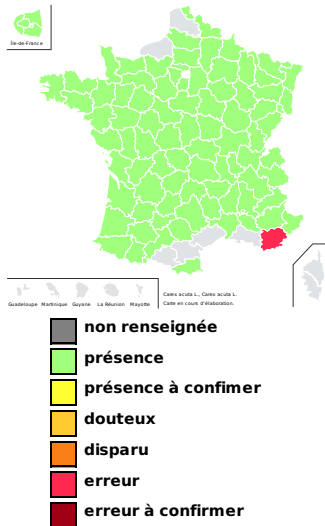 Île-de-France
Guadeloupe Martinique Guyane La Réunion Mayotte
Carex acuta L., Carex acuta L.
Carte en cours d'élaboration.
non renseignée
présence
présence à confimer
douteux
disparu
erreur
erreur à confirmer